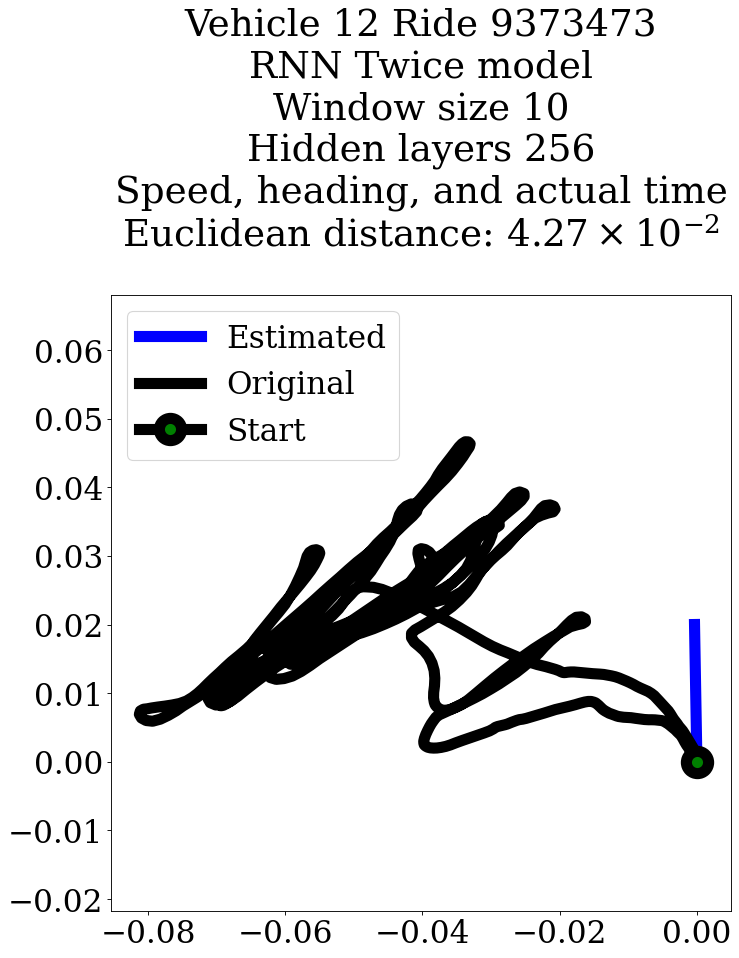 Vehicle 12 Ride 9373473
RNN Twice model
Window size 10
Hidden layers 256
Speed, heading, and actual time
Euclidean distance: 4.27 × 10⁻²
Estimated
Original
Start
0.06
0.05
0.04
0.03
0.02
0.01
0.00
−0.01
−0.02
−0.08 −0.06 −0.04 −0.02 0.00